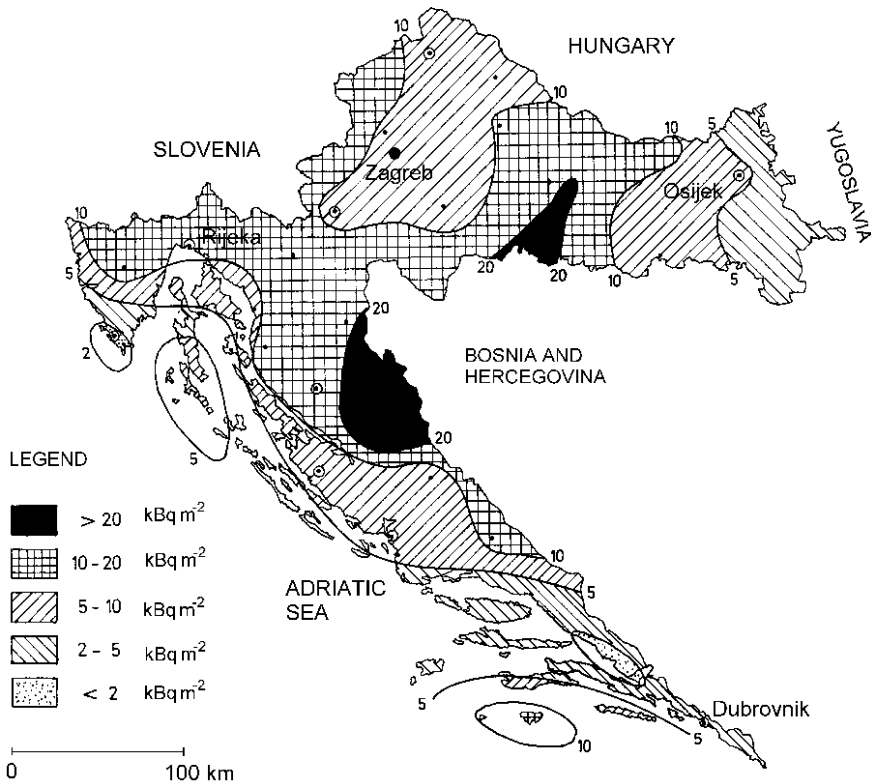 10
HUNGARY
10
SLOVENIA
Zagreb
10
5
YUGOSLAVIA
Osijek
10
Rijeka
5
20
20
10
5
20
2
BOSNIA AND
HERCEGOVINA
20
5
LEGEND
> 20 kBq m-2
10 - 20 kBq m-2
5 - 10 kBq m-2
2 - 5 kBq m-2
< 2 kBq m-2
ADRIATIC
SEA
10
5
5
Dubrovnik
5
10
0 100 km